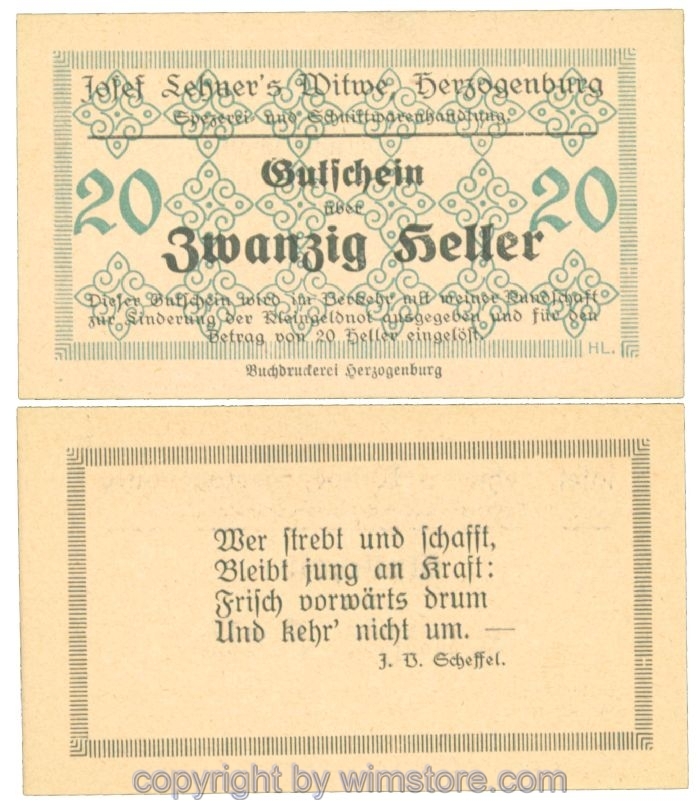 Josef Lehner's Witwe, Herzogenburg
Spezerei- und Schnittwarenhandlung.
20 Gutschein 20
über
Zwanzig Heller
Dieser Gutschein wird im Verkehr mit meiner Kundschaft
zur Linderung der Kleingeldnot ausgegeben und für den
Betrag von 20 Heller eingelöst.
HL.
Buchdruckerei Herzogenburg
Wer strebt und schafft,
Bleibt jung an Kraft:
Frisch vorwärts drum
Und kehr' nicht um. —
J. V. Scheffel.
copyright by wimstore.com